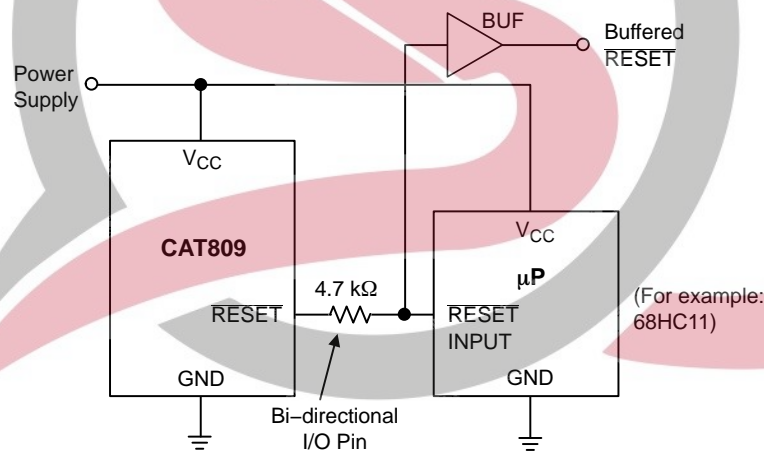 BUF
Buffered
RESET
Power
Supply
VCC
CAT809
RESET
GND
4.7 kΩ
Bi−directional
I/O Pin
VCC
μP
RESET
INPUT
GND
(For example:
68HC11)